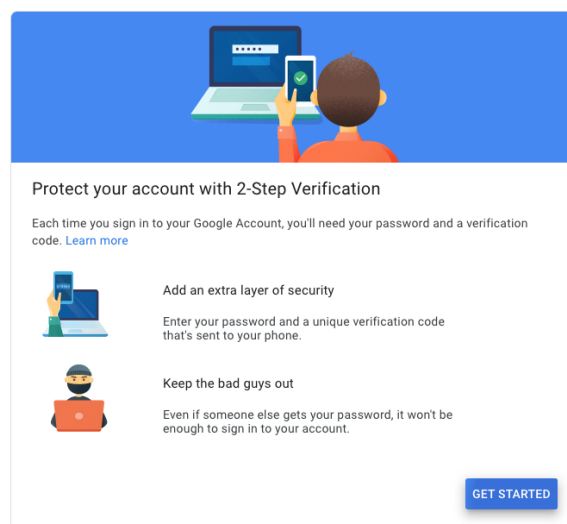 Protect your account with 2-Step Verification
Each time you sign in to your Google Account, you'll need your password and a verification
code. Learn more
Add an extra layer of security
Enter your password and a unique verification code
that's sent to your phone.
Keep the bad guys out
Even if someone else gets your password, it won't be
enough to sign in to your account.
GET STARTED